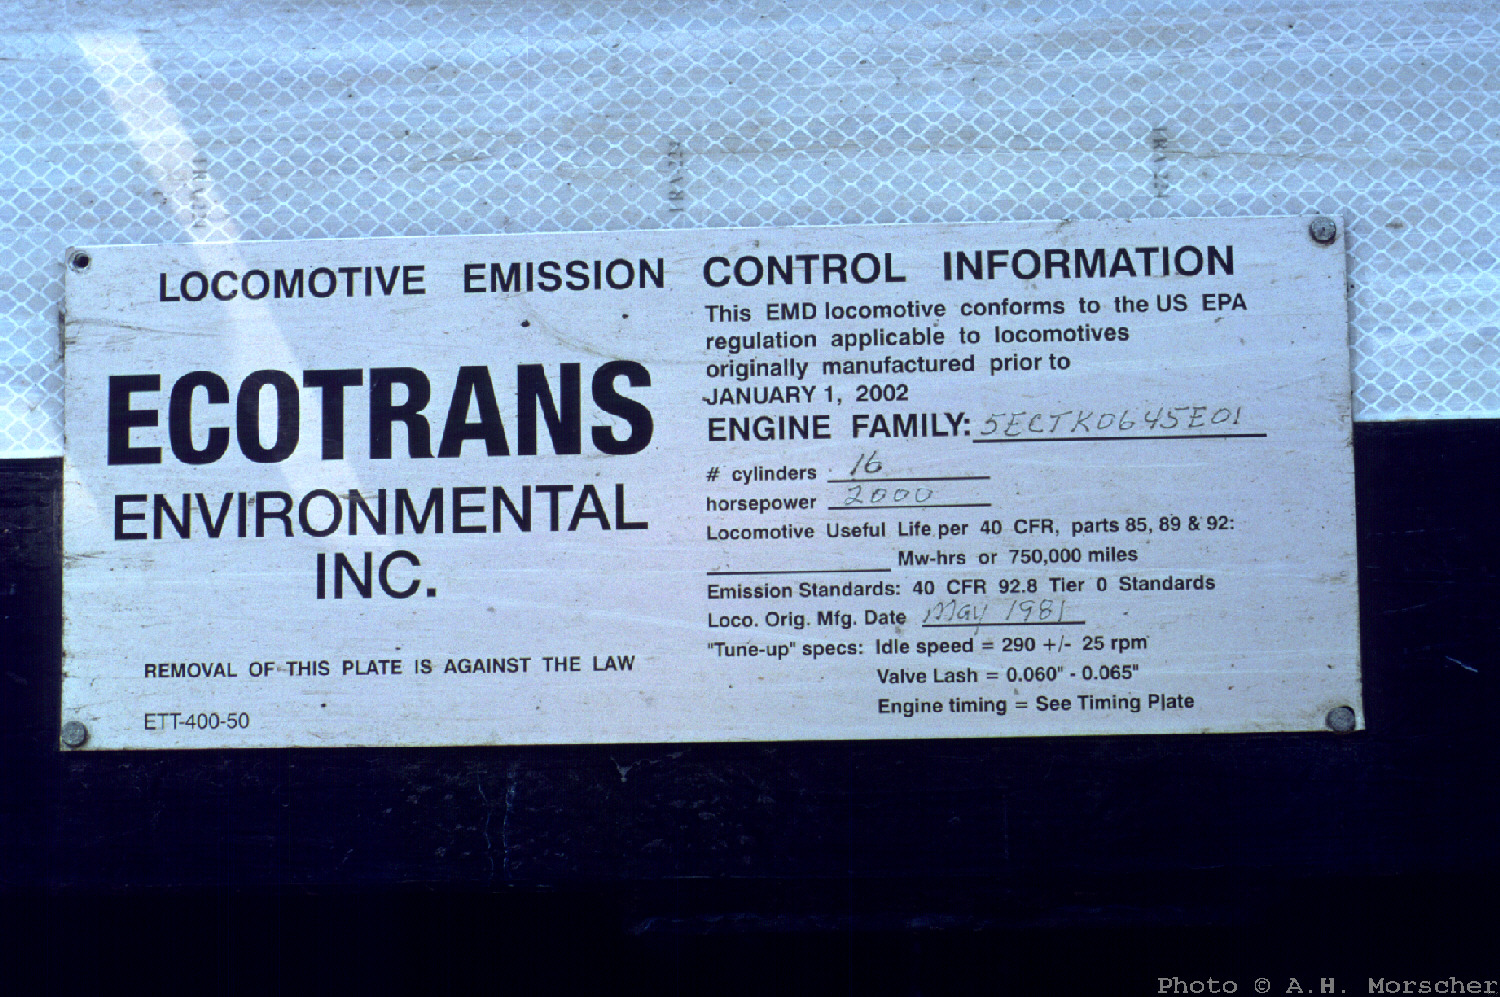 LOCOMOTIVE EMISSION CONTROL INFORMATION
ECOTRANS
ENVIRONMENTAL
INC.
REMOVAL OF THIS PLATE IS AGAINST THE LAW
ETT-400-50
This EMD locomotive conforms to the US EPA
regulation applicable to locomotives
originally manufactured prior to
JANUARY 1, 2002
ENGINE FAMILY: 5ECTK0645E01
# cylinders 16
horsepower 2000
Locomotive Useful Life per 40 CFR, parts 85, 89 & 92:
Mw-hrs or 750,000 miles
Emission Standards: 40 CFR 92.8 Tier 0 Standards
Loco. Orig. Mfg. Date May 1981
"Tune-up" specs: Idle speed = 290 +/- 25 rpm
Valve Lash = 0.060" - 0.065"
Engine timing = See Timing Plate
Photo © A.H. Morscher